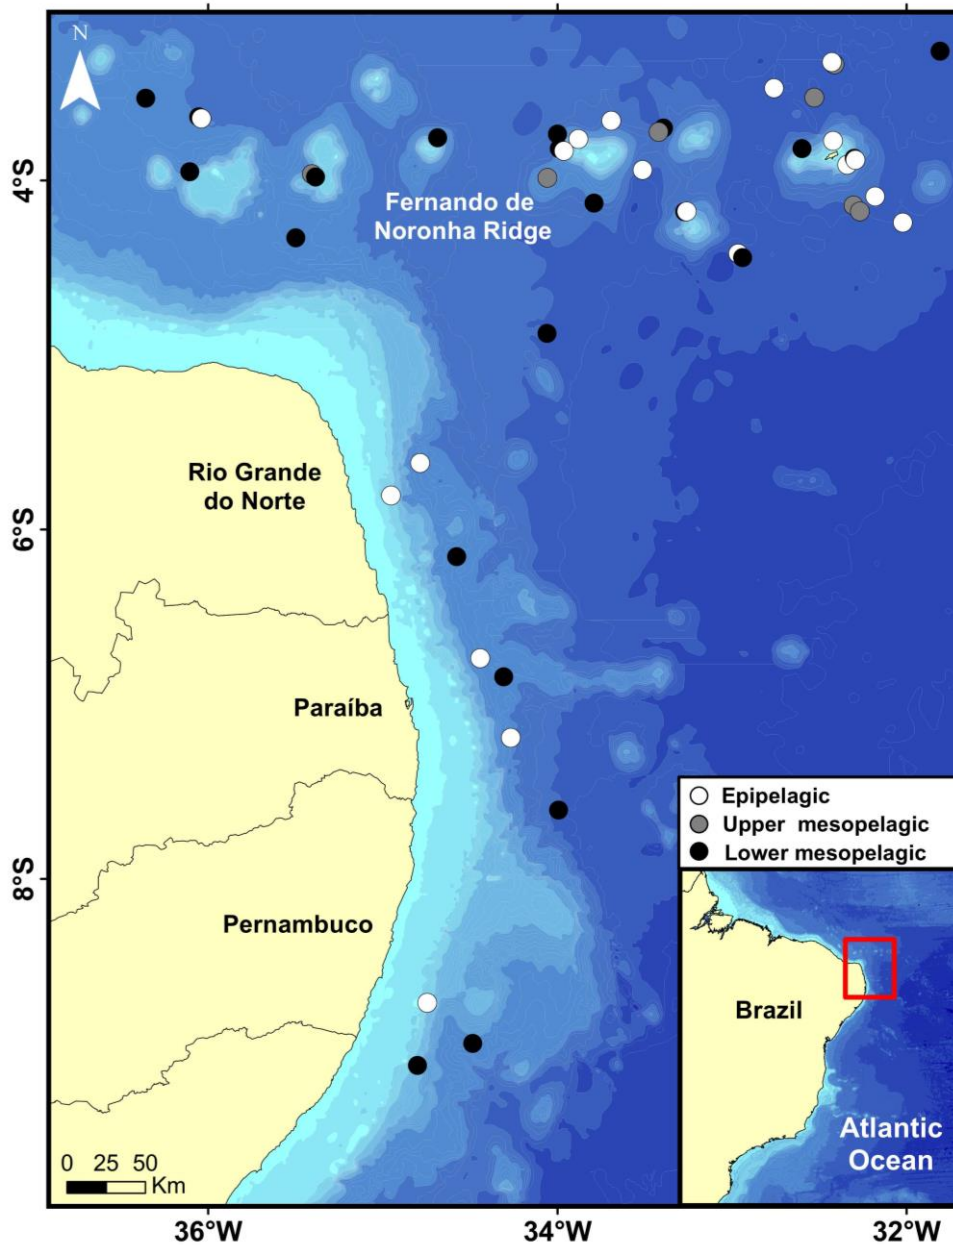 N
4°S
Fernando de
Noronha Ridge
Rio Grande
do Norte
6°S
Paraíba
Epipelagic
Upper mesopelagic
Lower mesopelagic
8°S
Pernambuco
Brazil
Atlantic
Ocean
0 25 50
Km
36°W 34°W 32°W